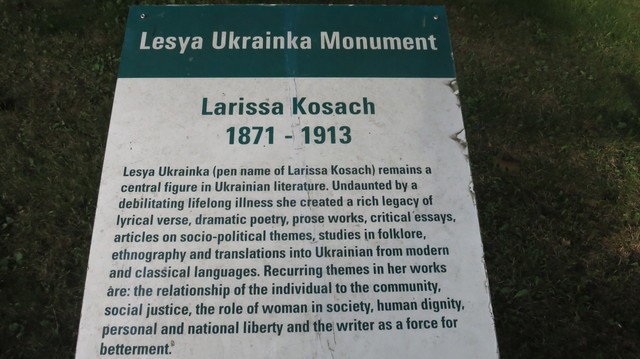 Lesya Ukrainka Monument
Larissa Kosach
1871 - 1913
Lesya Ukrainka (pen name of Larissa Kosach) remains a
central figure in Ukrainian literature. Undaunted by a
debilitating lifelong illness she created a rich legacy of
lyrical verse, dramatic poetry, prose works, critical essays,
articles on socio-political themes, studies in folklore,
ethnography and translations into Ukrainian from modern
and classical languages. Recurring themes in her works
are: the relationship of the individual to the community,
social justice, the role of woman in society, human dignity,
personal and national liberty and the writer as a force for
betterment.